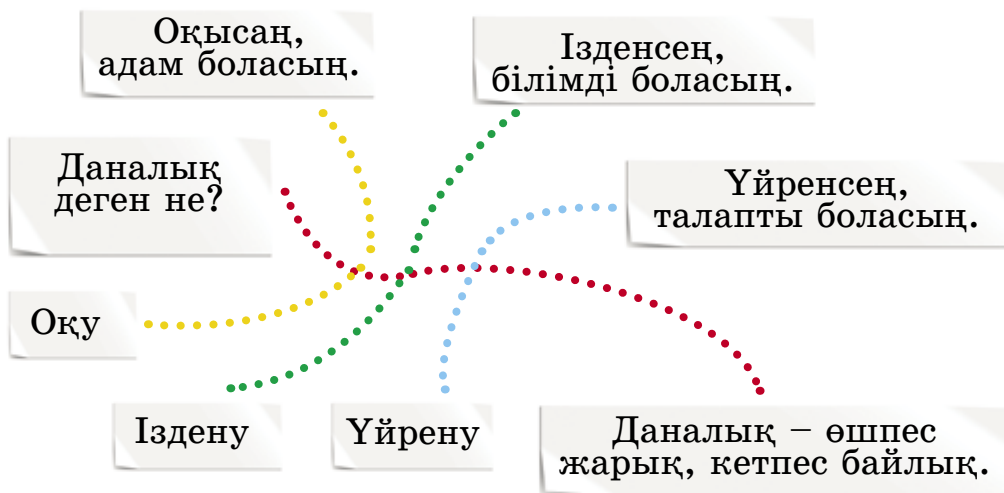 Оқысаң,
адам боласың.
Ізденсең,
білімді боласың.
Даналық
деген не?
Үйренсең,
талапты боласың.
Оқу
Іздену
Үйрену
Даналық – өшпес
жарық, кетпес байлық.